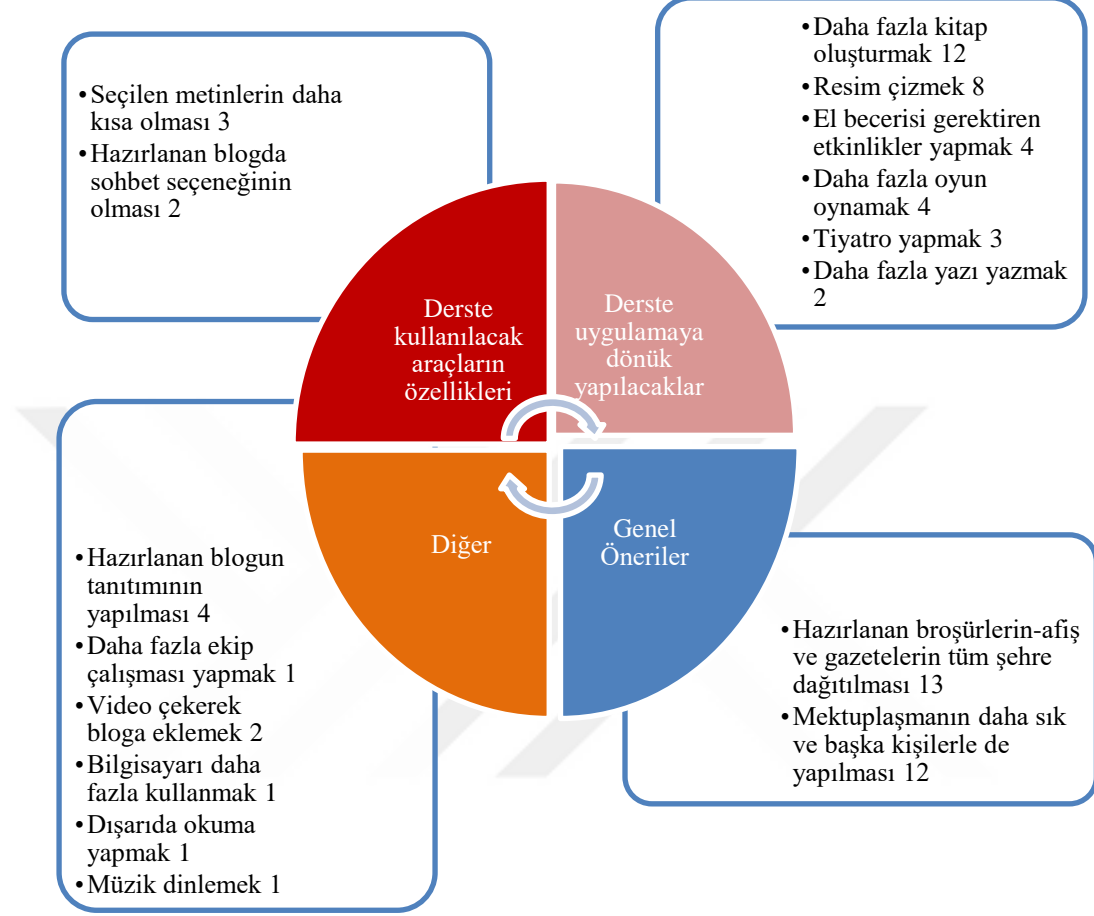 •Seçilen metinlerin daha
kısa olması 3
•Hazırlanan blogda
sohbet seçeneğinin
olması 2
•Daha fazla kitap
oluşturmak 12
•Resim çizmek 8
•El becerisi gerektiren
etkinlikler yapmak 4
•Daha fazla oyun
oynamak 4
•Tiyatro yapmak 3
•Daha fazla yazı yazmak
2
Derste
kullanılacak
araçların
özellikleri
Derste
uygulamaya
dönük
yapılacaklar
Diğer
Genel
Öneriler
•Hazırlanan blogun
tanıtımının
yapılması 4
•Daha fazla ekip
çalışması yapmak 1
•Video çekerek
bloga eklemek 2
•Bilgisayarı daha
fazla kullanmak 1
•Dışarıda okuma
yapmak 1
•Müzik dinlemek 1
•Hazırlanan broşürlerin-afiş
ve gazetelerin tüm şehre
dağıtılması 13
•Mektuplaşmanın daha sık
ve başka kişilerle de
yapılması 12